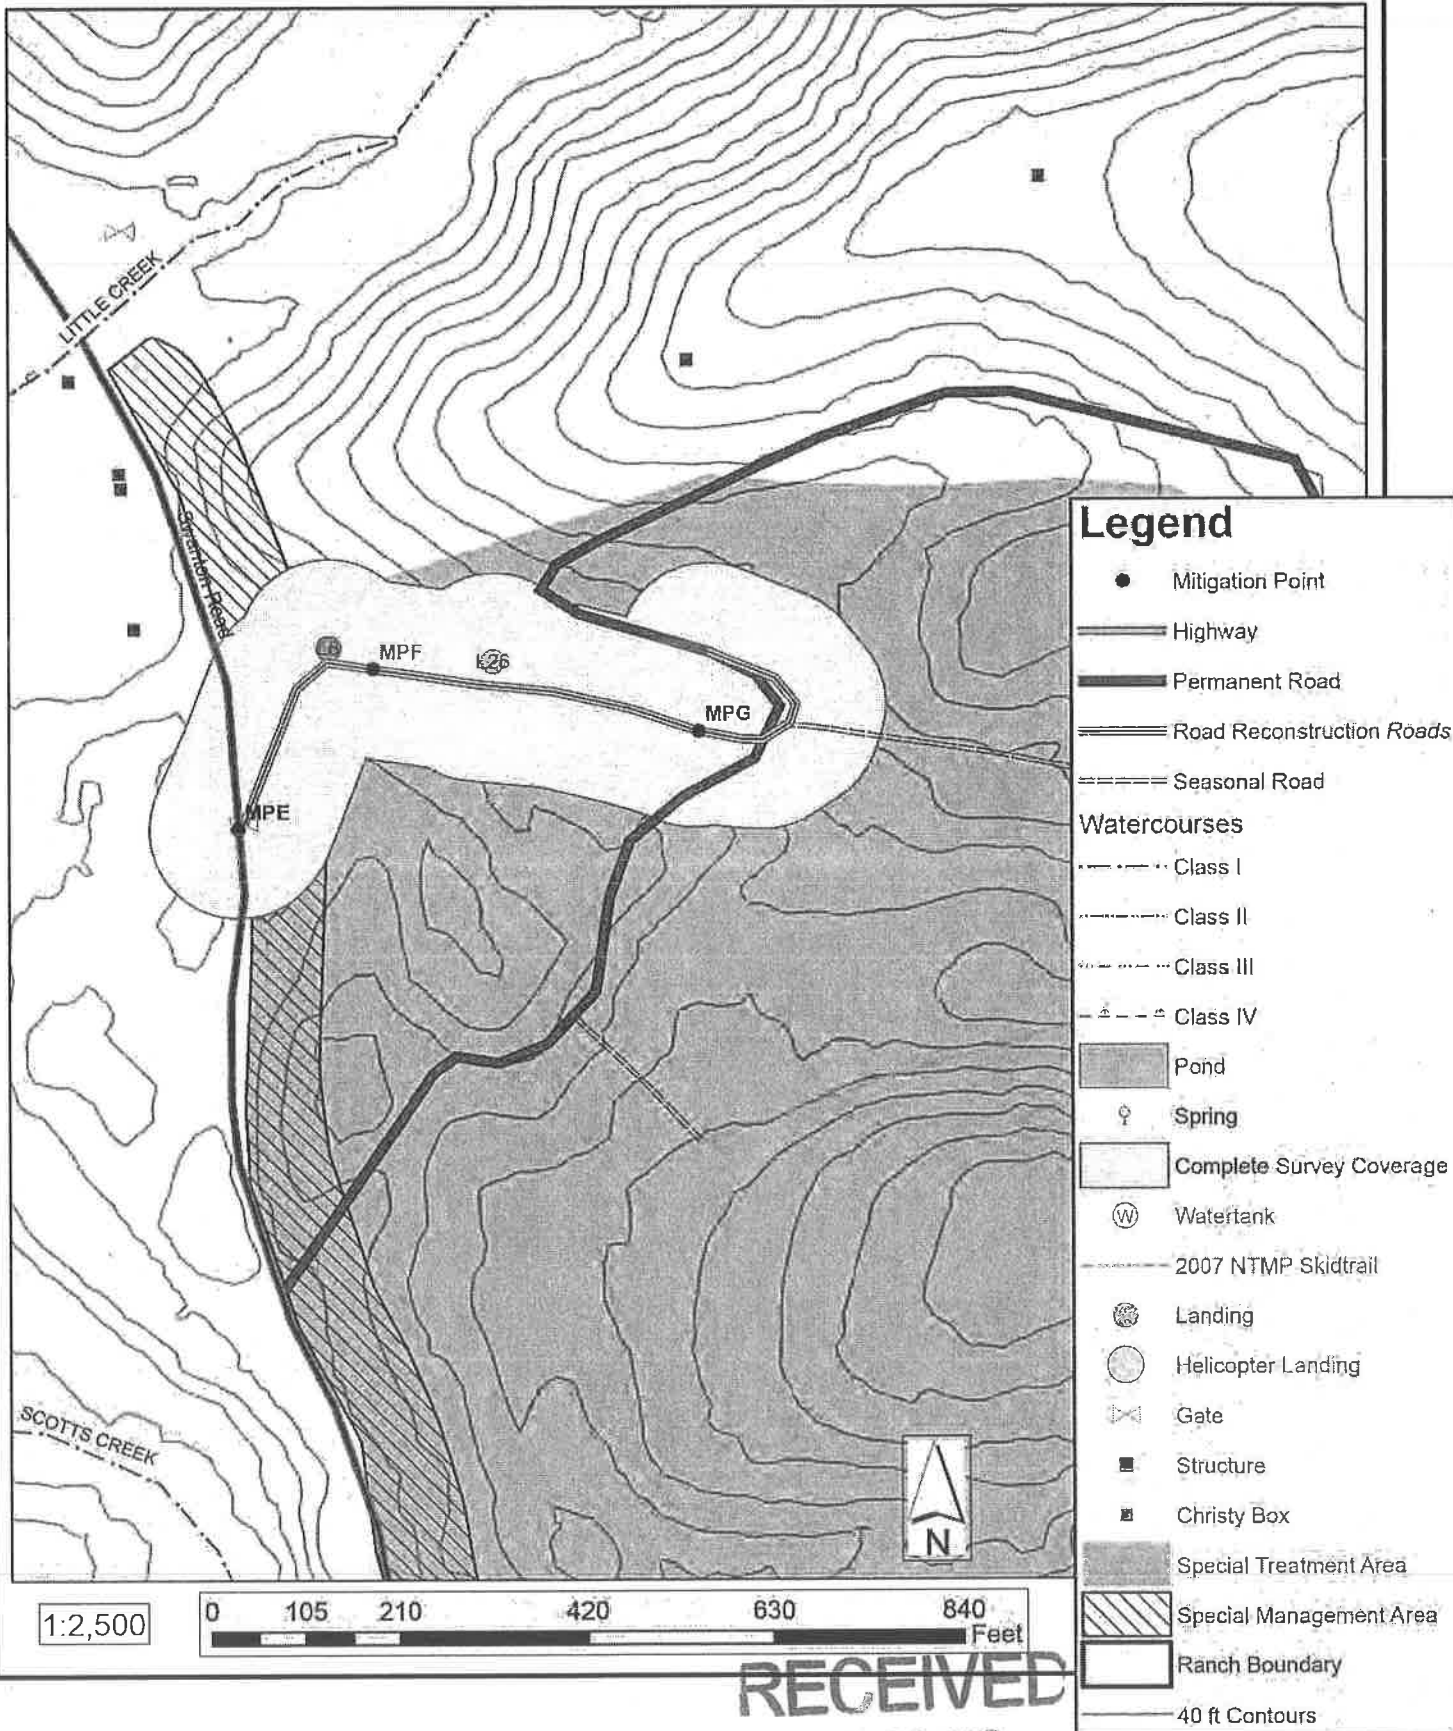 LITTLE CREEK
Swanton Road
L6
MPF
L26
MPG
MPE
SCOTTS CREEK
N
Legend
Mitigation Point
Highway
Permanent Road
Road Reconstruction Roads
Seasonal Road
Watercourses
Class I
Class II
Class III
Class IV
Pond
Spring
Complete Survey Coverage
W Watertank
2007 NTMP Skidtrail
Landing
Helicopter Landing
Gate
Structure
Christy Box
Special Treatment Area
Special Management Area
Ranch Boundary
40 ft Contours
1:2,500
0 105 210 420 630 840
Feet
RECEIVED